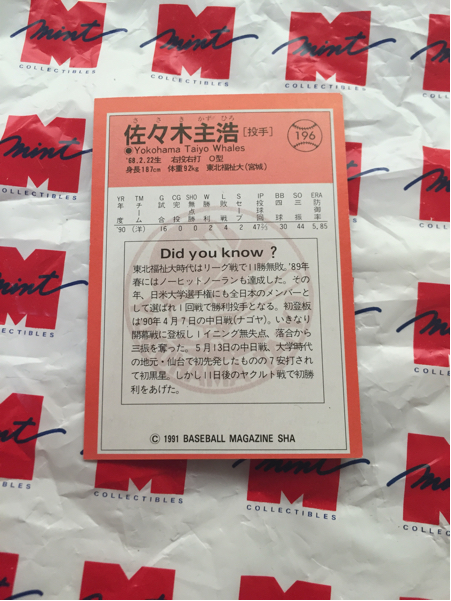 ささき かず ひろ
佐々木主浩[投手]
196
●Yokohama Taiyo Whales
'68.2.22生 右投右打 O型
身長187cm 体重92kg 東北福祉大(宮城)
YR TM G CG SHO W L S IP BB SO ERA
年度 チーム 試合 完投 無点 勝利 敗戦 セーブ 投球回 四球 三振 防御率
'90 (洋) 16 0 0 2 4 2 47⅔ 30 44 5.85
Did you know ?
東北福祉大時代はリーグ戦で11勝無敗。'89年
春にはノーヒットノーランも達成した。その
年、日米大学選手権にも全日本のメンバーと
して選ばれ1回戦で勝利投手となる。初登板
は'90年4月7日の中日戦(ナゴヤ)。いきなり
開幕戦に登板し1イニング無失点、落合から
三振を奪った。5月13日の中日戦、大学時代
の地元・仙台で初先発したものの7安打されて
初黒星。しかし11日後のヤクルト戦で初勝
利をあげた。
© 1991 BASEBALL MAGAZINE SHA
M mint
COLLECTIBLES
M mint
COLLECTIBLES
M mint
COLLECTIBLES
M mint
COLLECTIBLES
M mint
COLLECTIBLES